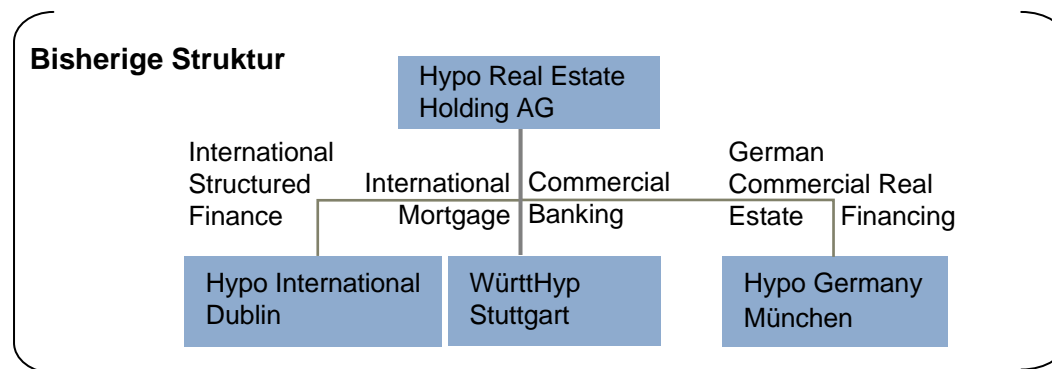 Bisherige Struktur
Hypo Real Estate
Holding AG
International
Structured
Finance
International
Mortgage
Commercial
Banking
German
Commercial Real
Estate Financing
Hypo International
Dublin
WürttHyp
Stuttgart
Hypo Germany
München